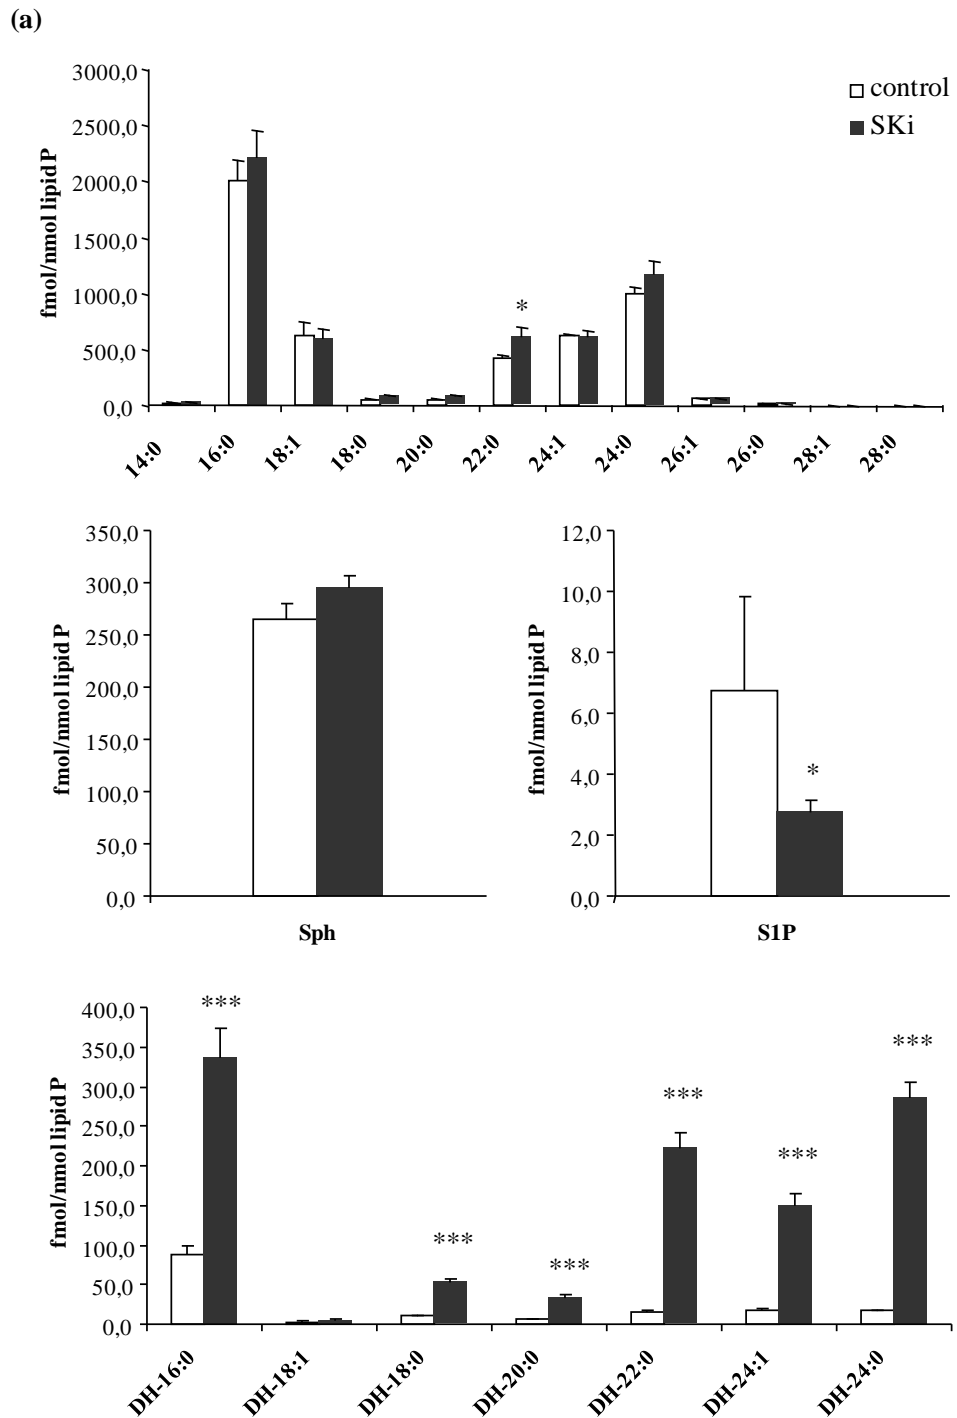 (a)
control
SKi
fmol/nmol lipid P
3000,0
2500,0
2000,0
1500,0
1000,0
500,0
0,0
*
14:0 16:0 18:1 18:0 20:0 22:0 24:1 24:0 26:1 26:0 28:1 28:0
fmol/nmol lipid P
350,0
300,0
250,0
200,0
150,0
100,0
50,0
0,0
Sph
fmol/nmol lipid P
12,0
10,0
8,0
6,0
4,0
2,0
0,0
*
S1P
fmol/nmol lipid P
400,0
350,0
300,0
250,0
200,0
150,0
100,0
50,0
0,0
*** *** *** *** *** ***
DH-16:0 DH-18:1 DH-18:0 DH-20:0 DH-22:0 DH-24:1 DH-24:0